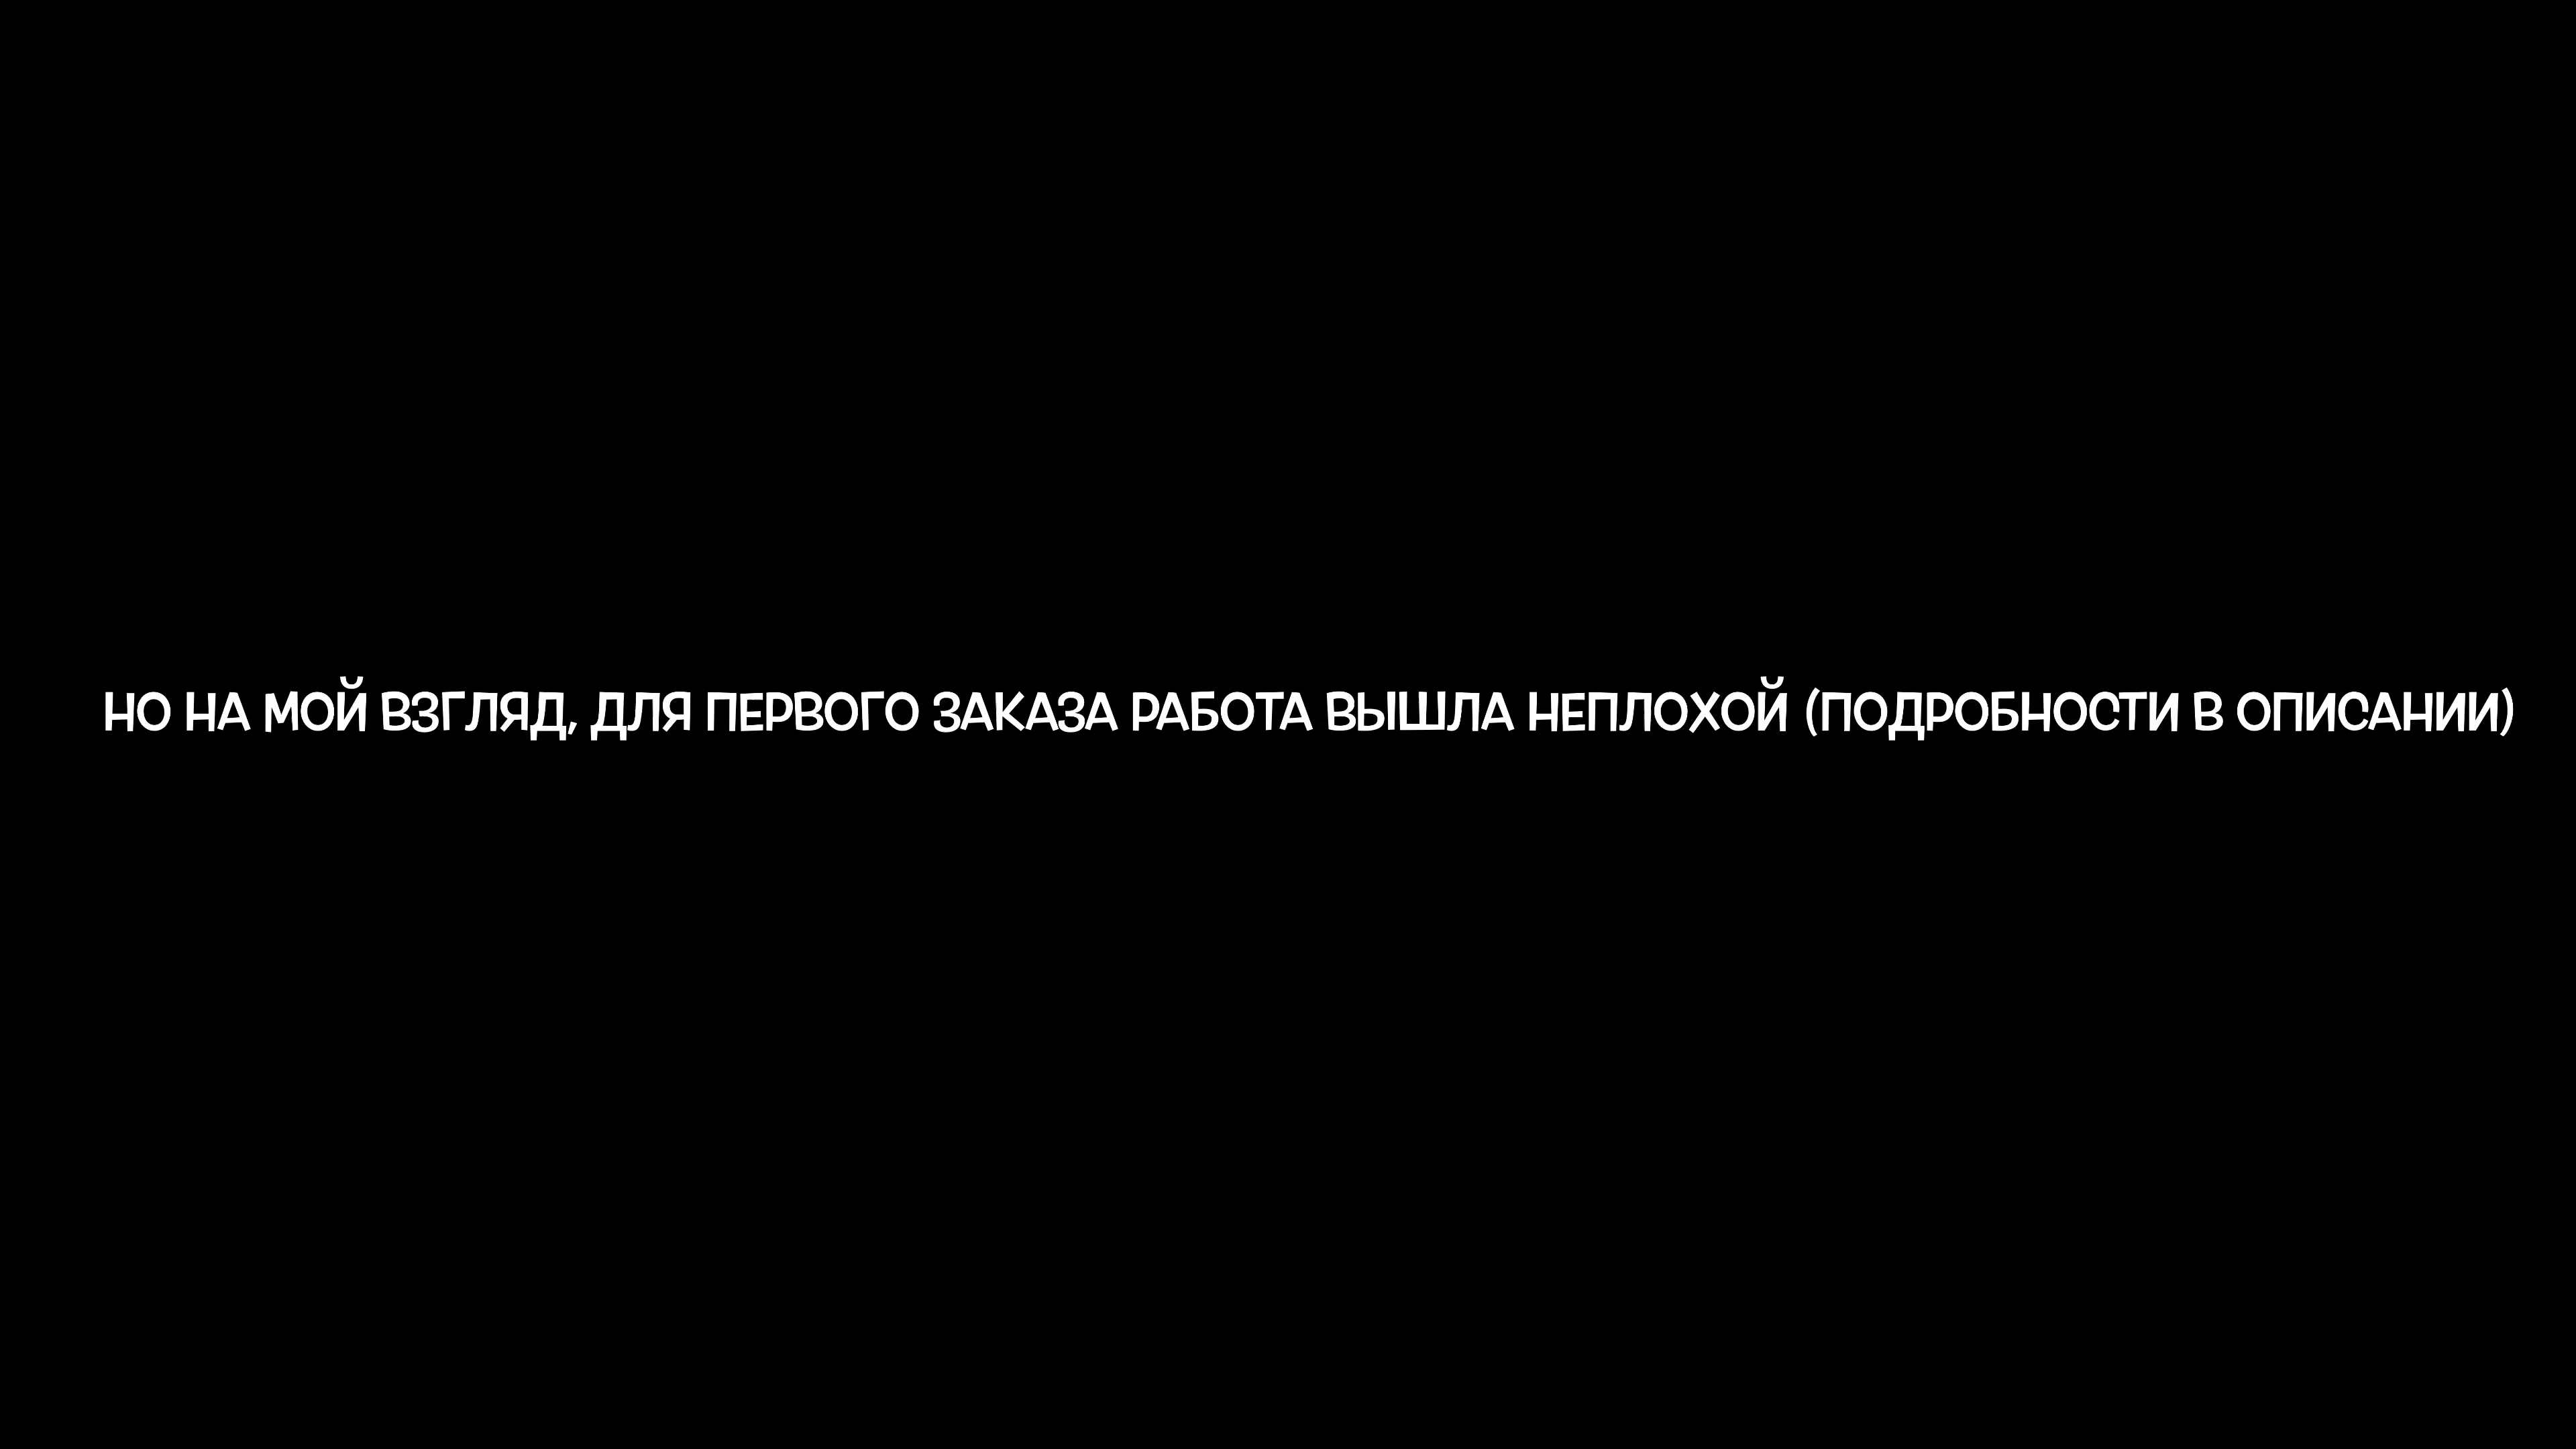 НО НА МОЙ ВЗГЛЯД, ДЛЯ ПЕРВОГО ЗАКАЗА РАБОТА ВЫШЛА НЕПЛОХОЙ (ПОДРОБНОСТИ В ОПИСАНИИ)